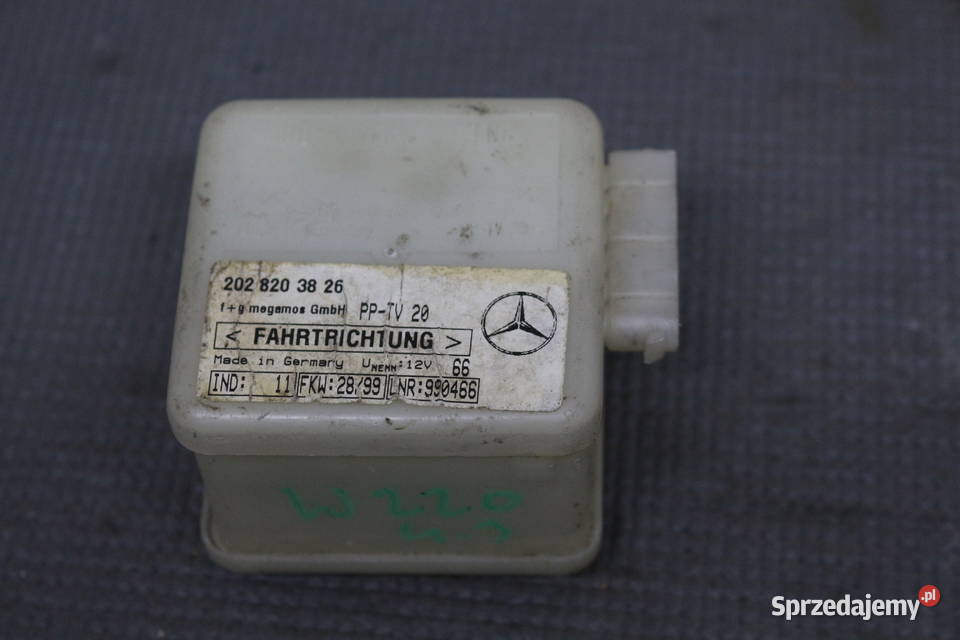 202 820 38 26
f+g megamos GmbH PP-TV 20
< FAHRTRICHTUNG >
Made in Germany UNENN:12V 66
IND: 11 FKW:28/99 LNR:990466
W220
Sprzedajemy.pl